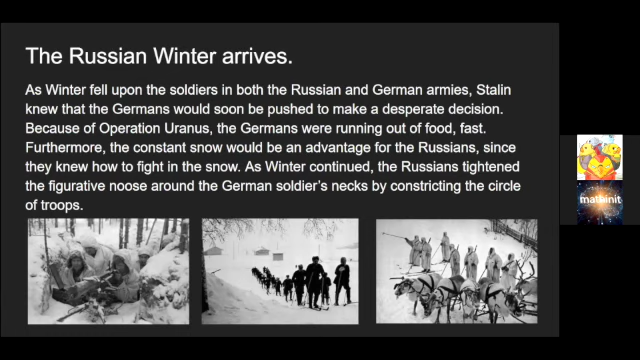 The Russian Winter arrives.
As Winter fell upon the soldiers in both the Russian and German armies, Stalin
knew that the Germans would soon be pushed to make a desperate decision.
Because of Operation Uranus, the Germans were running out of food, fast.
Furthermore, the constant snow would be an advantage for the Russians, since
they knew how to fight in the snow. As Winter continued, the Russians tightened
the figurative noose around the German soldier's necks by constricting the circle
of troops.